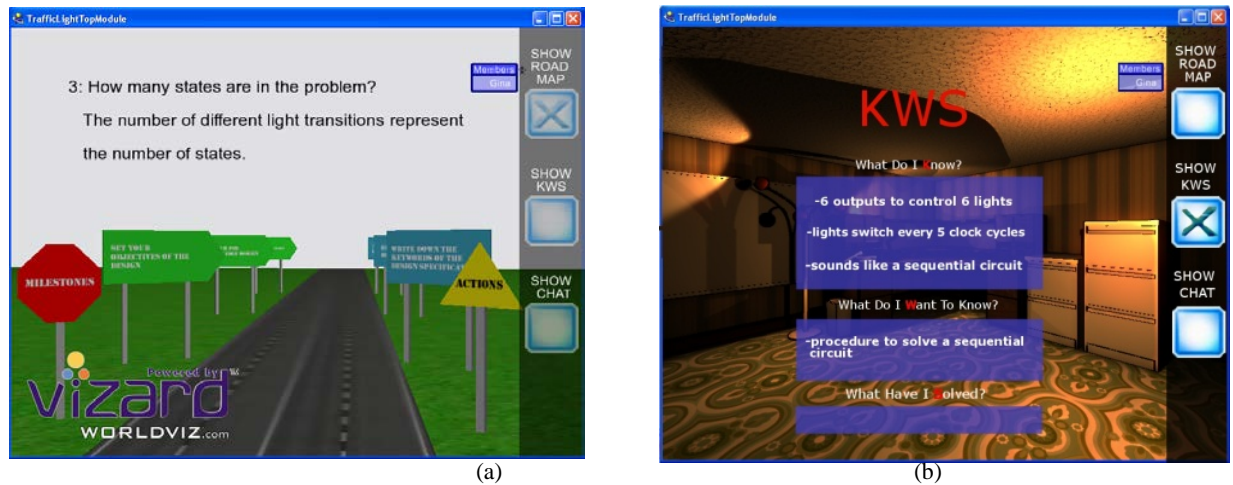 TrafficLightTopModule
3: How many states are in the problem?
The number of different light transitions represent
the number of states.
Members
Gine
SHOW
ROAD
MAP
SHOW
KWS
SHOW
CHAT
MILESTONES
SET YOUR
OBJECTIVES OF THE
DESIGN
WRITE DOWN THE
KEYWORDS OF THE
DESIGN SPECIFICAT
ACTIONS
Powered by
vizard
WORLDVIZ.com
(a)
TrafficLightTopModule
Members
Gine
SHOW
ROAD
MAP
SHOW
KWS
SHOW
CHAT
KWS
What Do I Know?
-6 outputs to control 6 lights
-lights switch every 5 clock cycles
-sounds like a sequential circuit
What Do I Want To Know?
-procedure to solve a sequential
circuit
What Have I Solved?
(b)